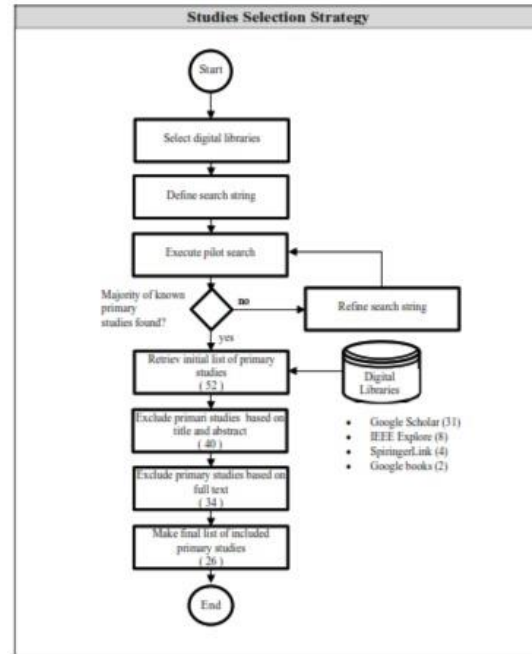 Studies Selection Strategy
Start
Select digital libraries
Define search string
Execute pilot search
Majority of known
primary
studies found?
no
Refine search string
yes
Retriev initial list of primary
studies
( 52 )
Digital
Libraries
Exclude primari studies based on
title and abstract
( 40 )
• Google Scholar (31)
• IEEE Explore (8)
• SpiringerLink (4)
• Google books (2)
Exclude primary studies based on
full text
( 34 )
Make final list of included
primary studies
( 26 )
End